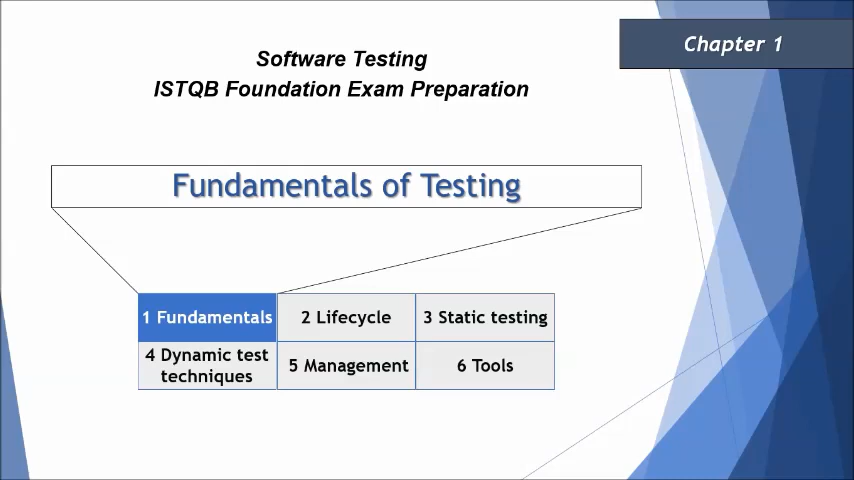 Chapter 1
Software Testing
ISTQB Foundation Exam Preparation
Fundamentals of Testing
1 Fundamentals
2 Lifecycle
3 Static testing
4 Dynamic test
techniques
5 Management
6 Tools